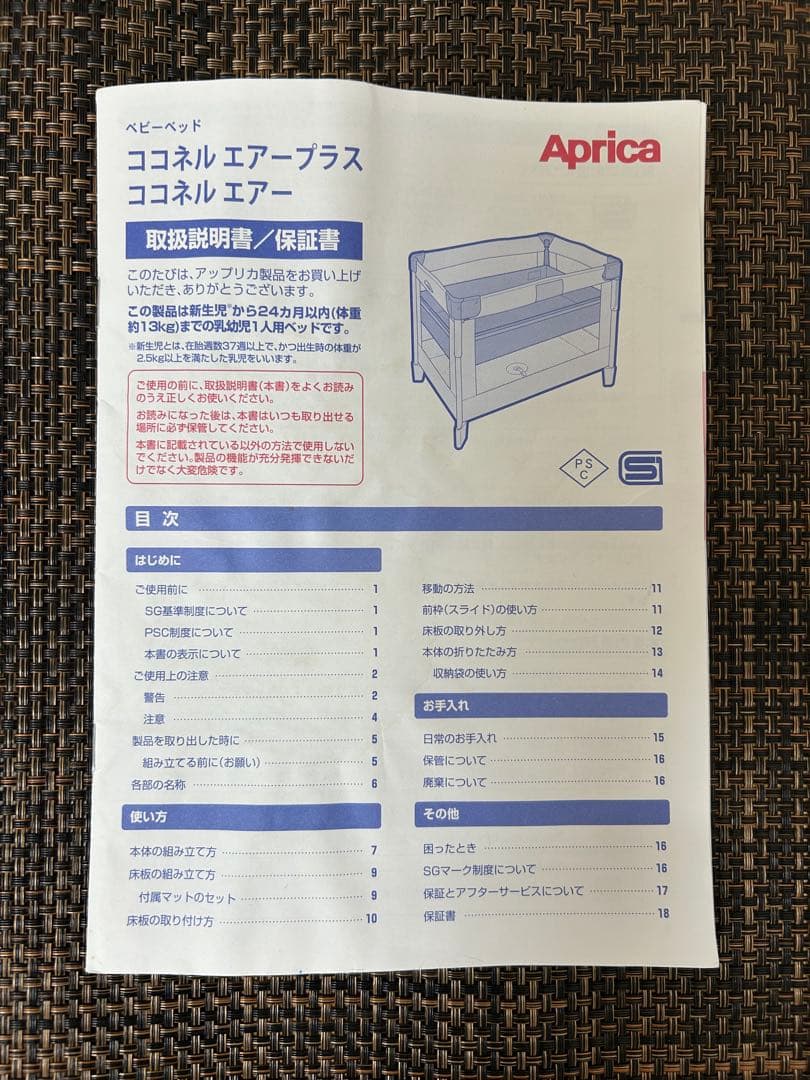 ベビーベッド
ココネル エアープラス
ココネル エアー
Aprica
取扱説明書／保証書
このたびは、アップリカ製品をお買い上げ
いただき、ありがとうございます。
この製品は新生児※から24カ月以内(体重
約13kg)までの乳幼児1人用ベッドです。
※新生児とは、在胎週数37週以上で、かつ出生時の体重が
2.5kg以上を満たした乳児をいいます。
ご使用の前に、取扱説明書(本書)をよくお読み
のうえ正しくお使いください。
お読みになった後は、本書はいつも取り出せる
場所に必ず保管してください。
本書に記載されている以外の方法で使用しない
でください。製品の機能が充分発揮できないだ
けでなく大変危険です。
PS
C
目 次
はじめに
ご使用前に 1
SG基準制度について 1
PSC制度について 1
本書の表示について 1
ご使用上の注意 2
警告 2
注意 4
製品を取り出した時に 5
組み立てる前に(お願い) 5
各部の名称 6
使い方
本体の組み立て方 7
床板の組み立て方 9
付属マットのセット 9
床板の取り付け方 10
移動の方法 11
前枠(スライド)の使い方 11
床板の取り外し方 12
本体の折りたたみ方 13
収納袋の使い方 14
お手入れ
日常のお手入れ 15
保管について 16
廃棄について 16
その他
困ったとき 16
SGマーク制度について 16
保証とアフターサービスについて 17
保証書 18